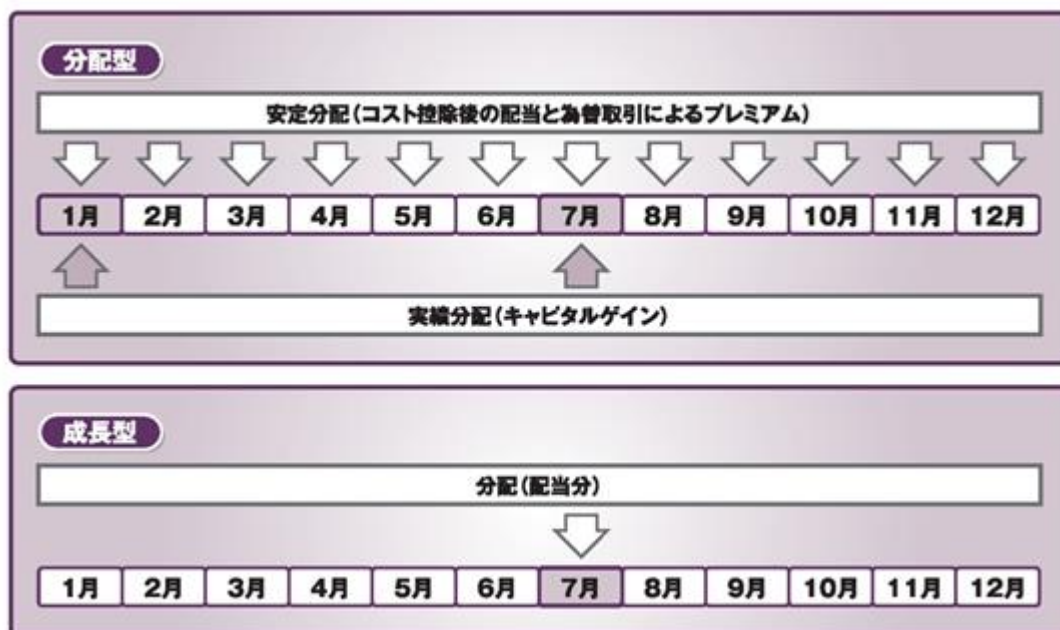 分配型
安定分配(コスト控除後の配当と為替取引によるプレミアム)
1月 2月 3月 4月 5月 6月 7月 8月 9月 10月 11月 12月
実績分配(キャピタルゲイン)
成長型
分配(配当分)
1月 2月 3月 4月 5月 6月 7月 8月 9月 10月 11月 12月